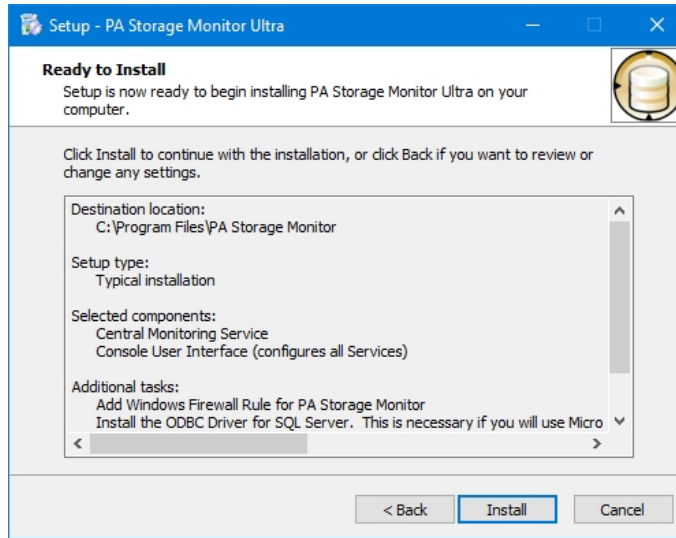 Setup - PA Storage Monitor Ultra
Ready to Install
Setup is now ready to begin installing PA Storage Monitor Ultra on your
computer.
Click Install to continue with the installation, or click Back if you want to review or
change any settings.
Destination location:
C:\Program Files\PA Storage Monitor
Setup type:
Typical installation
Selected components:
Central Monitoring Service
Console User Interface (configures all Services)
Additional tasks:
Add Windows Firewall Rule for PA Storage Monitor
Install the ODBC Driver for SQL Server.  This is necessary if you will use Micro
< Back
Install
Cancel